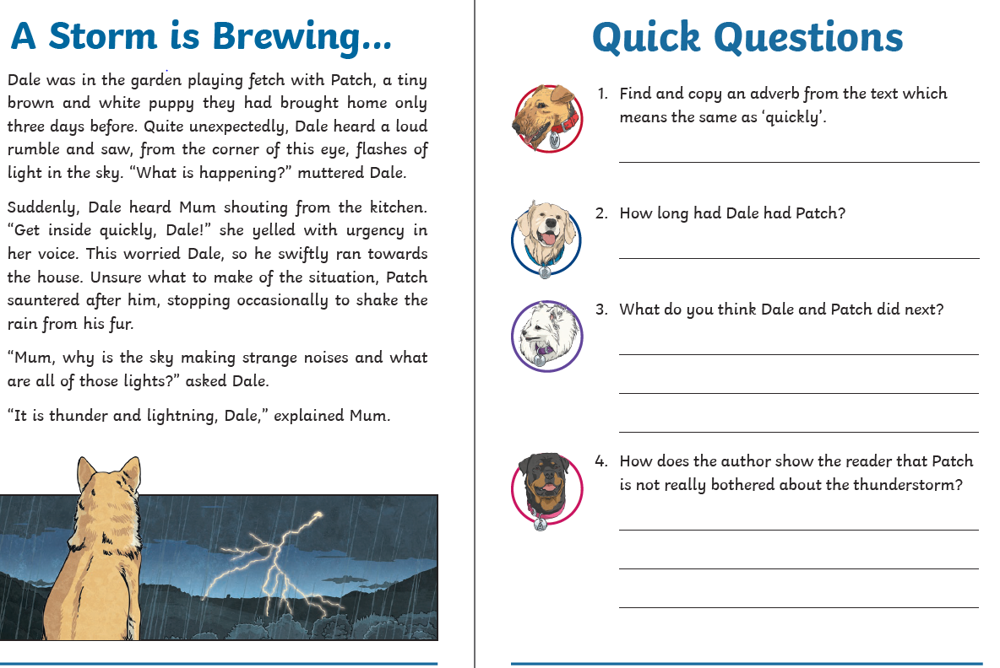 A Storm is Brewing...
Dale was in the garden playing fetch with Patch, a tiny
brown and white puppy they had brought home only
three days before. Quite unexpectedly, Dale heard a loud
rumble and saw, from the corner of this eye, flashes of
light in the sky. “What is happening?” muttered Dale.
Suddenly, Dale heard Mum shouting from the kitchen.
“Get inside quickly, Dale!” she yelled with urgency in
her voice. This worried Dale, so he swiftly ran towards
the house. Unsure what to make of the situation, Patch
sauntered after him, stopping occasionally to shake the
rain from his fur.
“Mum, why is the sky making strange noises and what
are all of those lights?” asked Dale.
“It is thunder and lightning, Dale,” explained Mum.
Quick Questions
1. Find and copy an adverb from the text which
means the same as ‘quickly’.
2. How long had Dale had Patch?
3. What do you think Dale and Patch did next?
4. How does the author show the reader that Patch
is not really bothered about the thunderstorm?